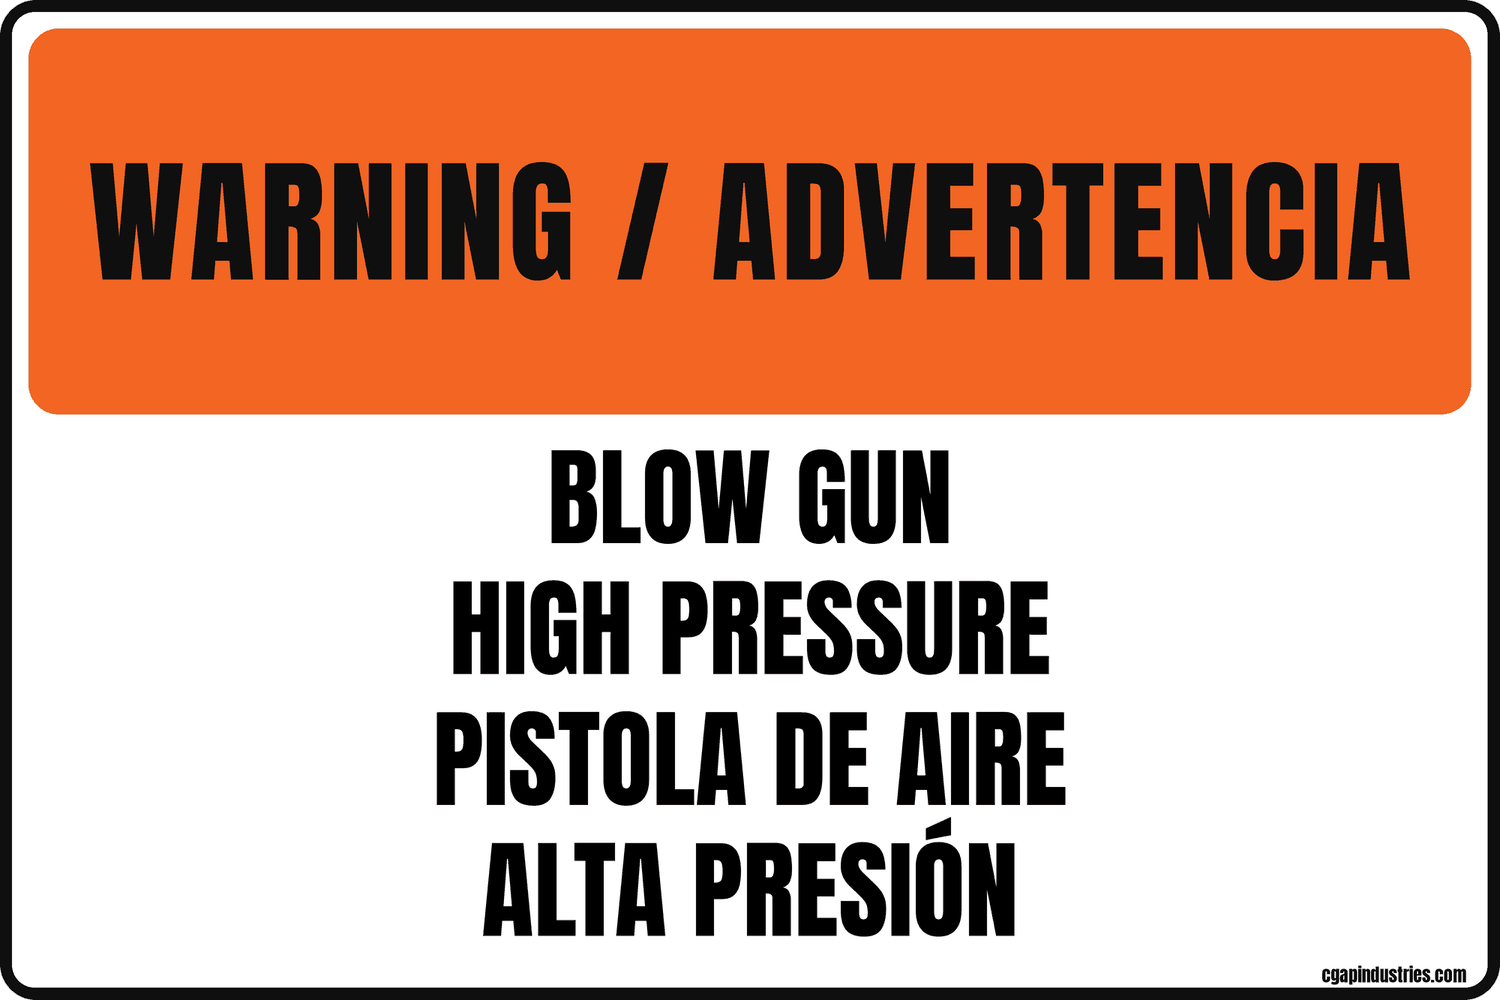 WARNING / ADVERTENCIA
BLOW GUN
HIGH PRESSURE
PISTOLA DE AIRE
ALTA PRESIÓN
cgapindustries.com